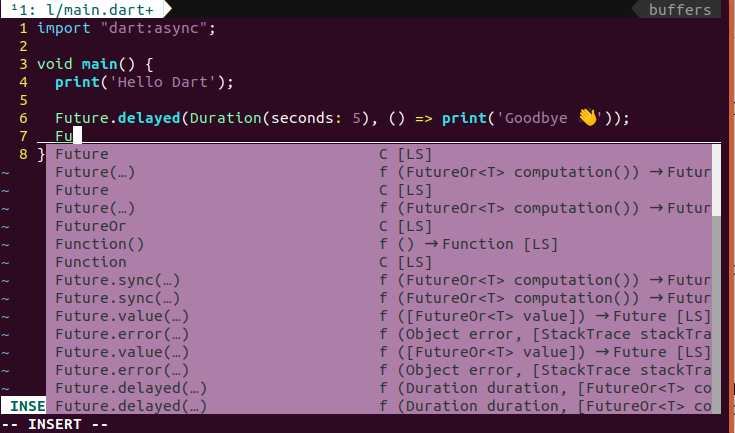 ¹1: l/main.dart+ buffers
1 import "dart:async";
2
3 void main() {
4 print('Hello Dart');
5
6 Future.delayed(Duration(seconds: 5), () => print('Goodbye 👋'));
7 Fu
8 }
~ Future C [LS]
~ Future(…) f (FutureOr<T> computation()) → Futur
~ Future C [LS]
~ Future(…) f (FutureOr<T> computation()) → Futur
~ FutureOr C [LS]
~ Function() f () → Function [LS]
~ Function C [LS]
~ Future.sync(…) f (FutureOr<T> computation()) → Futur
~ Future.sync(…) f (FutureOr<T> computation()) → Futur
~ Future.value(…) f ([FutureOr<T> value]) → Future [LS]
~ Future.error(…) f (Object error, [StackTrace stackTra
~ Future.value(…) f ([FutureOr<T> value]) → Future [LS]
~ Future.error(…) f (Object error, [StackTrace stackTra
~ Future.delayed(…) f (Duration duration, [FutureOr<T> co
INSE Future.delayed(…) f (Duration duration, [FutureOr<T> co
-- INSERT --